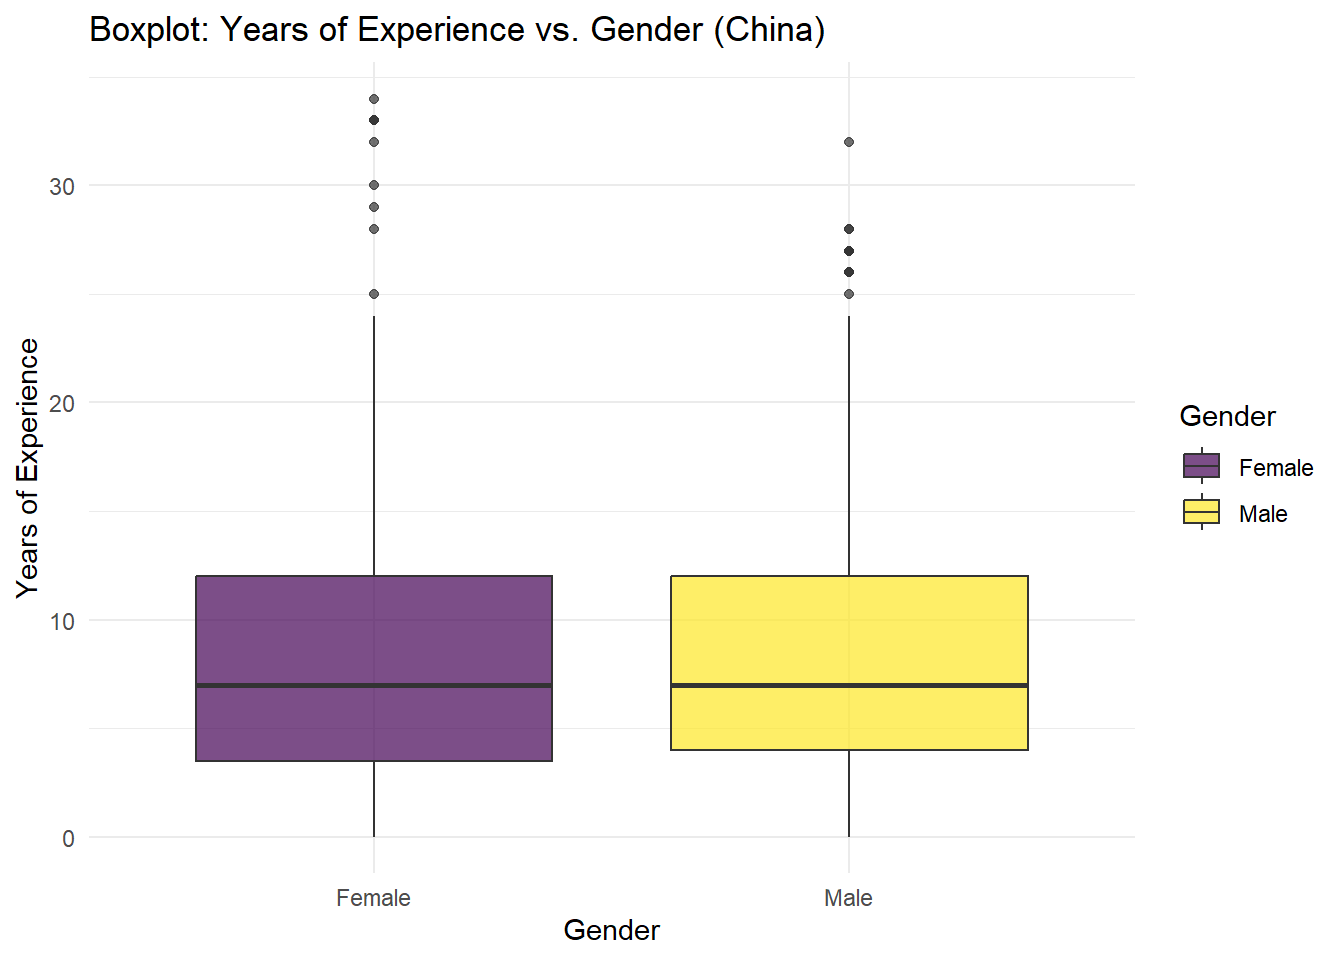 Boxplot: Years of Experience vs. Gender (China)
Years of Experience
30
20
10
0
Female
Male
Gender
Gender
Female
Male